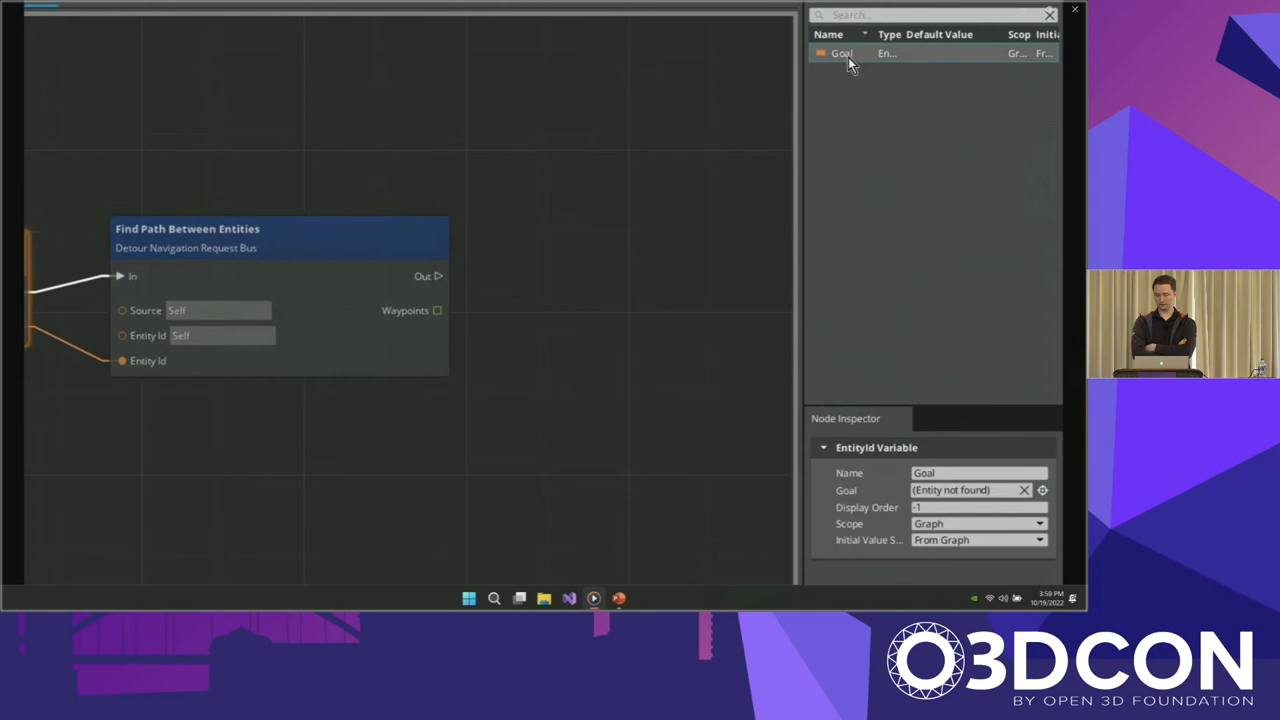 Search...
Name Type Default Value Scop Initia
Goal En... Gr... Fr...
Find Path Between Entities
Detour Navigation Request Bus
In Out
Source Self Waypoints
Entity Id Self
Entity Id
Node Inspector
EntityId Variable
Name Goal
Goal (Entity not found)
Display Order -1
Scope Graph
Initial Value S... From Graph
3:59 PM
10/19/2022
O3DCON
BY OPEN 3D FOUNDATION